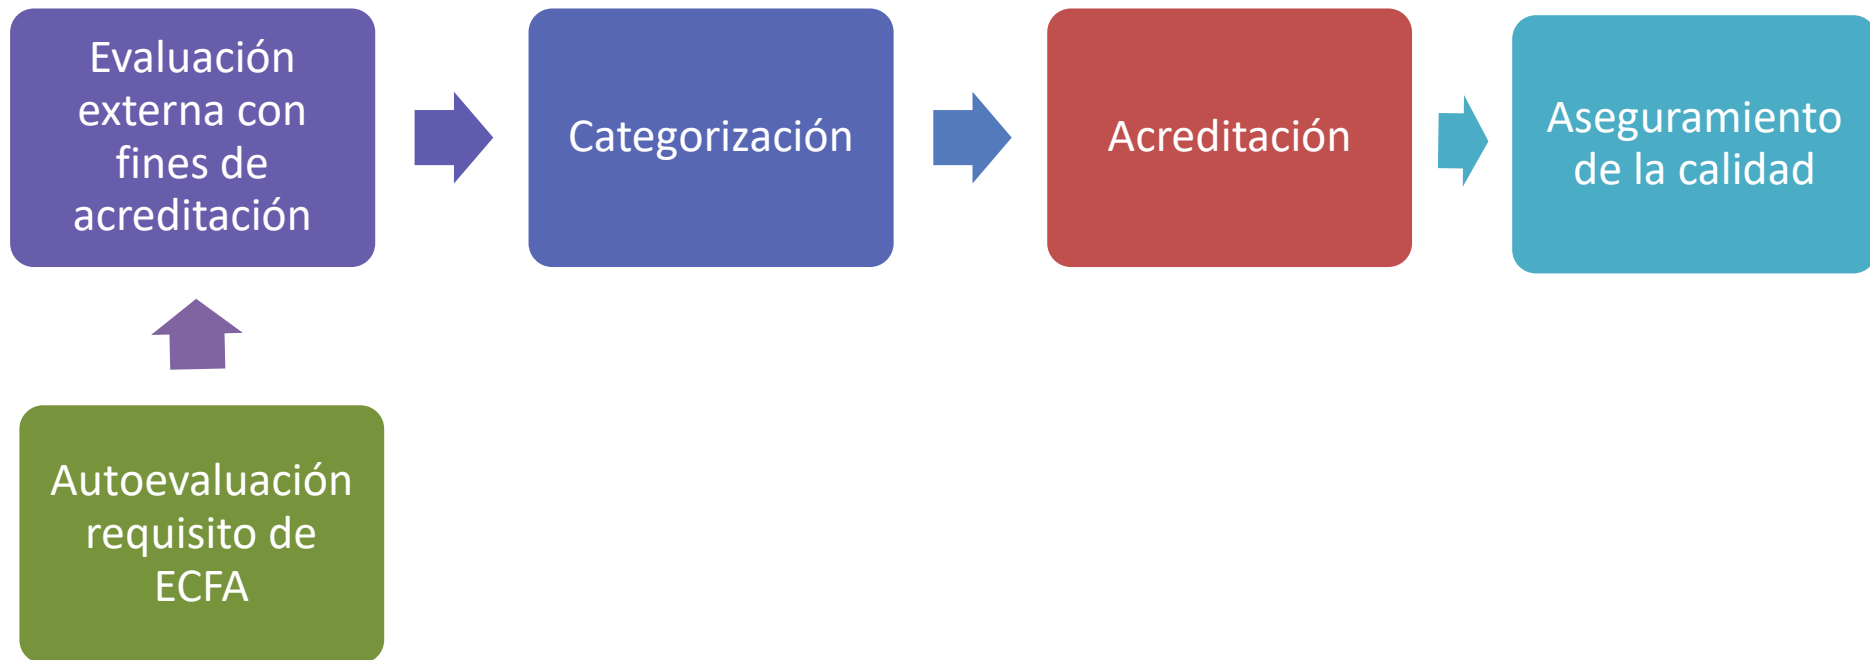 Evaluación
externa con
fines de
acreditación
Categorización
Acreditación
Aseguramiento
de la calidad
Autoevaluación
requisito de
ECFA